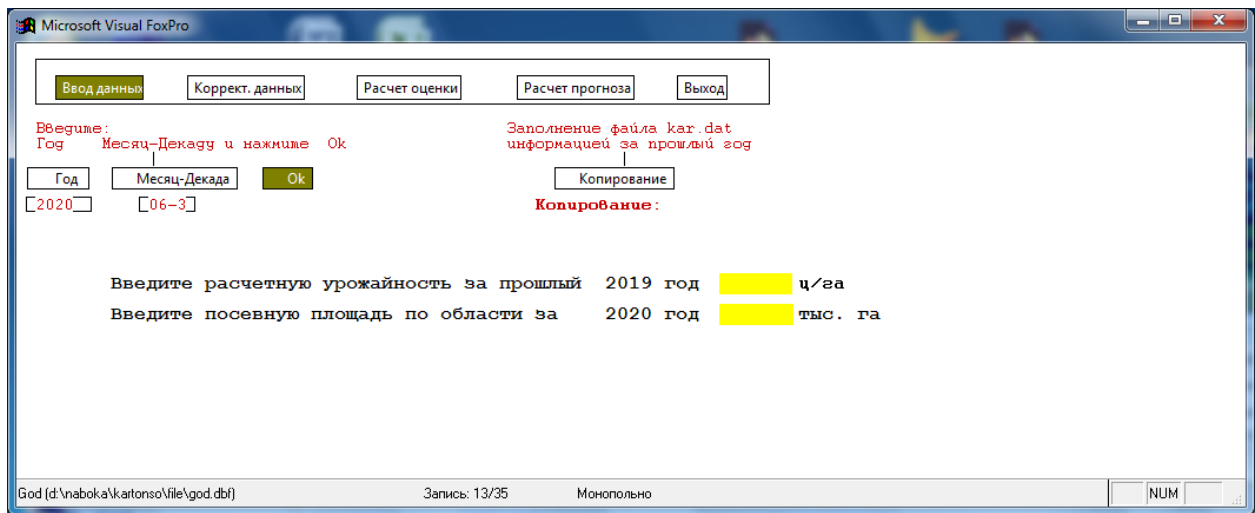 Microsoft Visual FoxPro
Ввод данных Коррект. данных Расчет оценки Расчет прогноза Выход
Введите: Заполнение файла kar.dat
Год Месяц-Декаду и нажмите Ok информацией за прошлый год
Год Месяц-Декада Ok Копирование
2020 06-3 Копирование:
Введите расчетную урожайность за прошлый 2019 год ц/га
Введите посевную площадь по области за 2020 год тыс. га
God (d:\naboka\kartonso\file\god.dbf) Запись: 13/35 Монопольно NUM